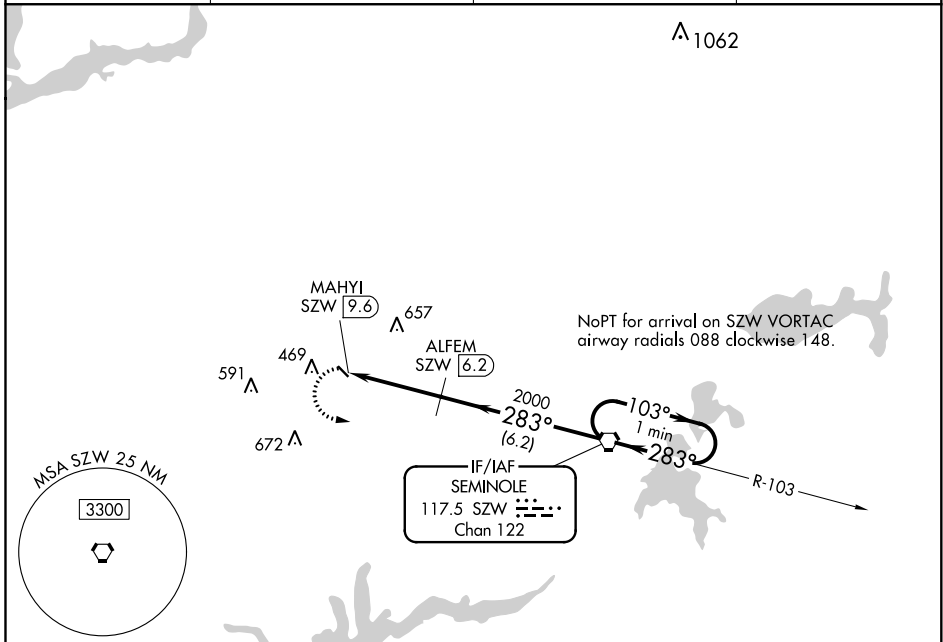 1062
MAHYI
SZW 9.6
657
NoPT for arrival on SZW VORTAC
airway radials 088 clockwise 148.
ALFEM
SZW 6.2
469
591
2000
283°
(6.2)
103°
1 min
283°
672
R-103
IF/IAF
SEMINOLE
117.5 SZW
Chan 122
MSA SZW 25 NM
3300